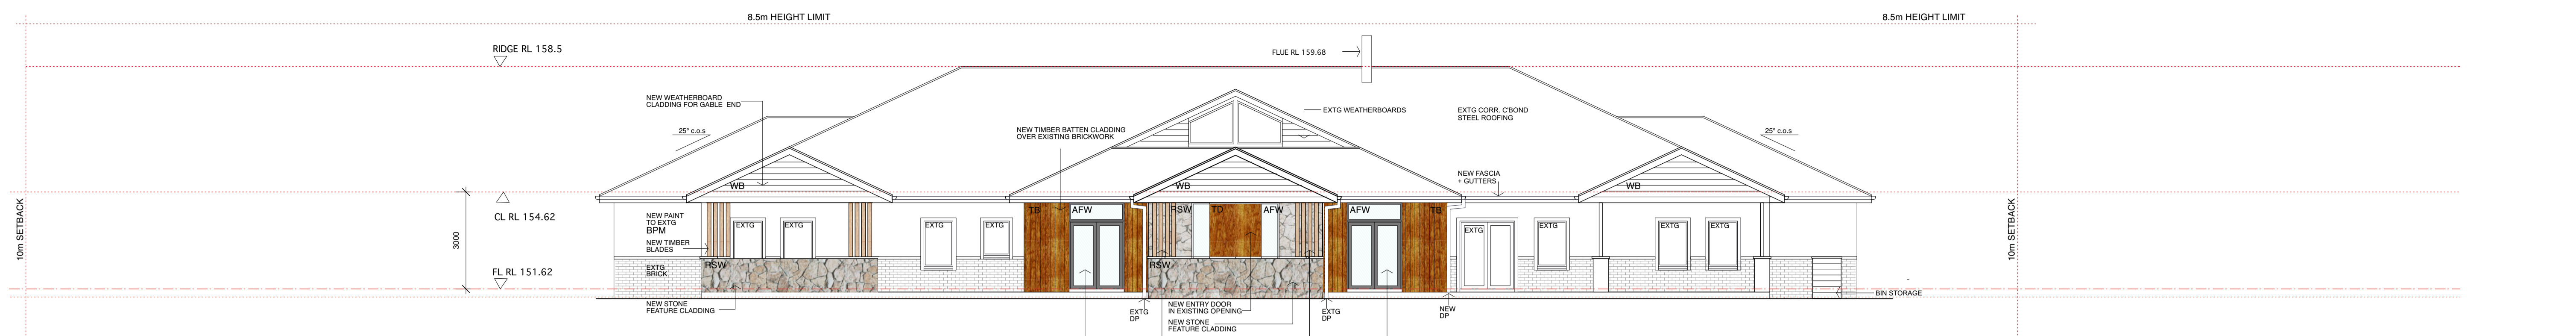 8.5m HEIGHT LIMIT
8.5m HEIGHT LIMIT
RIDGE RL 158.5
FLUE RL 159.68
NEW WEATHERBOARD
CLADDING FOR GABLE END
EXTG WEATHERBOARDS
EXTG CORR. C'BOND
STEEL ROOFING
25° c.o.s
NEW TIMBER BATTEN CLADDING
OVER EXISTING BRICKWORK
25° c.o.s
WB
WB
WB
NEW FASCIA
+ GUTTERS
10m SETBACK
CL RL 154.62
3000
FL RL 151.62
NEW PAINT
TO EXTG
BPM
NEW TIMBER
BLADES
EXTG
BRICK
EXTG
EXTG
EXTG
EXTG
TB
AFW
RSW
TD
AFW
AFW
TB
EXTG
EXTG
EXTG
EXTG
10m SETBACK
RSW
RSW
NEW STONE
FEATURE CLADDING
EXTG
DP
NEW ENTRY DOOR
IN EXISTING OPENING
NEW STONE
FEATURE CLADDING
EXTG
DP
NEW
DP
BIN STORAGE